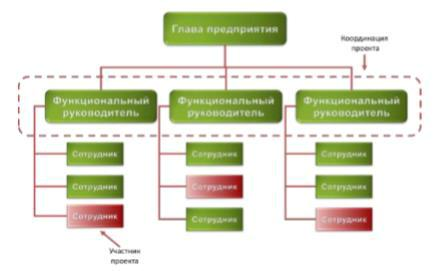 Глава предприятия
Координация
проекта
Функциональный
руководитель
Функциональный
руководитель
Функциональный
руководитель
Сотрудник
Сотрудник
Сотрудник
Сотрудник
Сотрудник
Сотрудник
Сотрудник
Сотрудник
Сотрудник
Участник
проекта